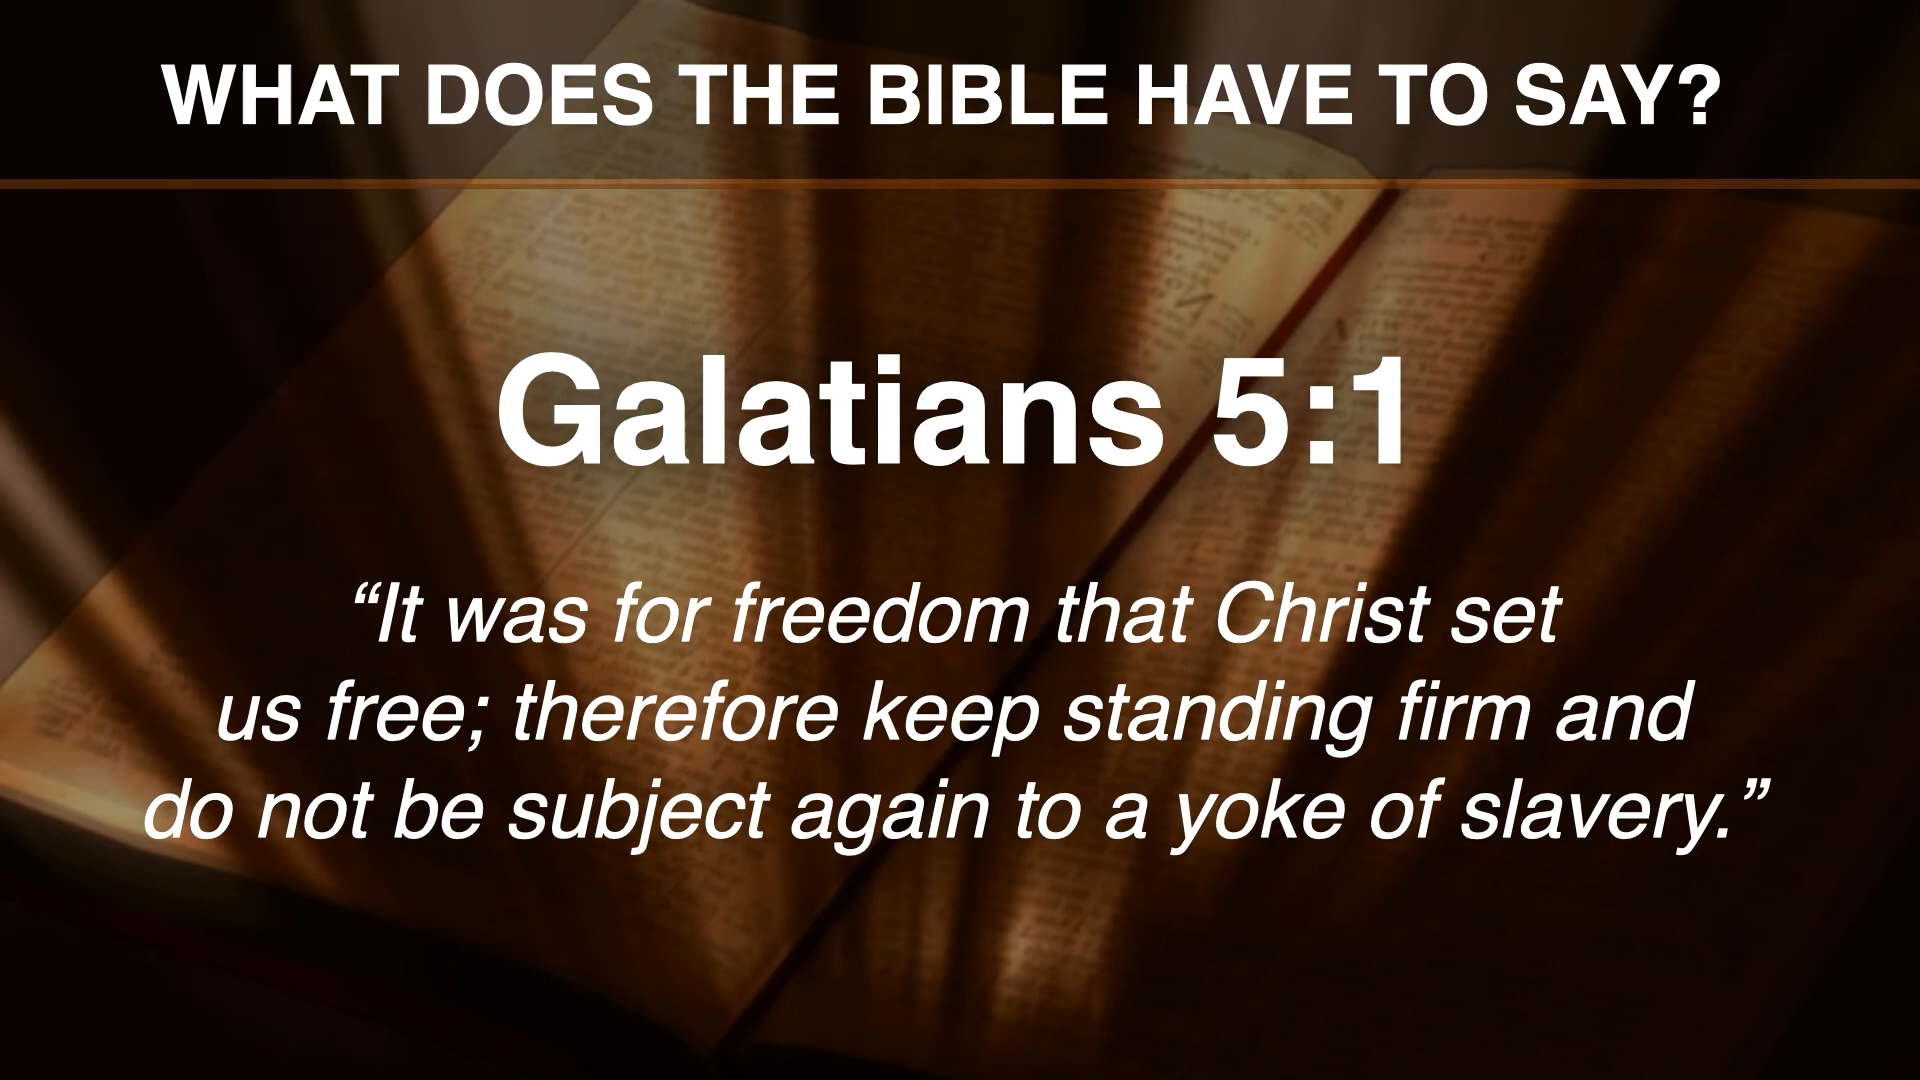 WHAT DOES THE BIBLE HAVE TO SAY?
Galatians 5:1
“It was for freedom that Christ set
us free; therefore keep standing firm and
do not be subject again to a yoke of slavery.”